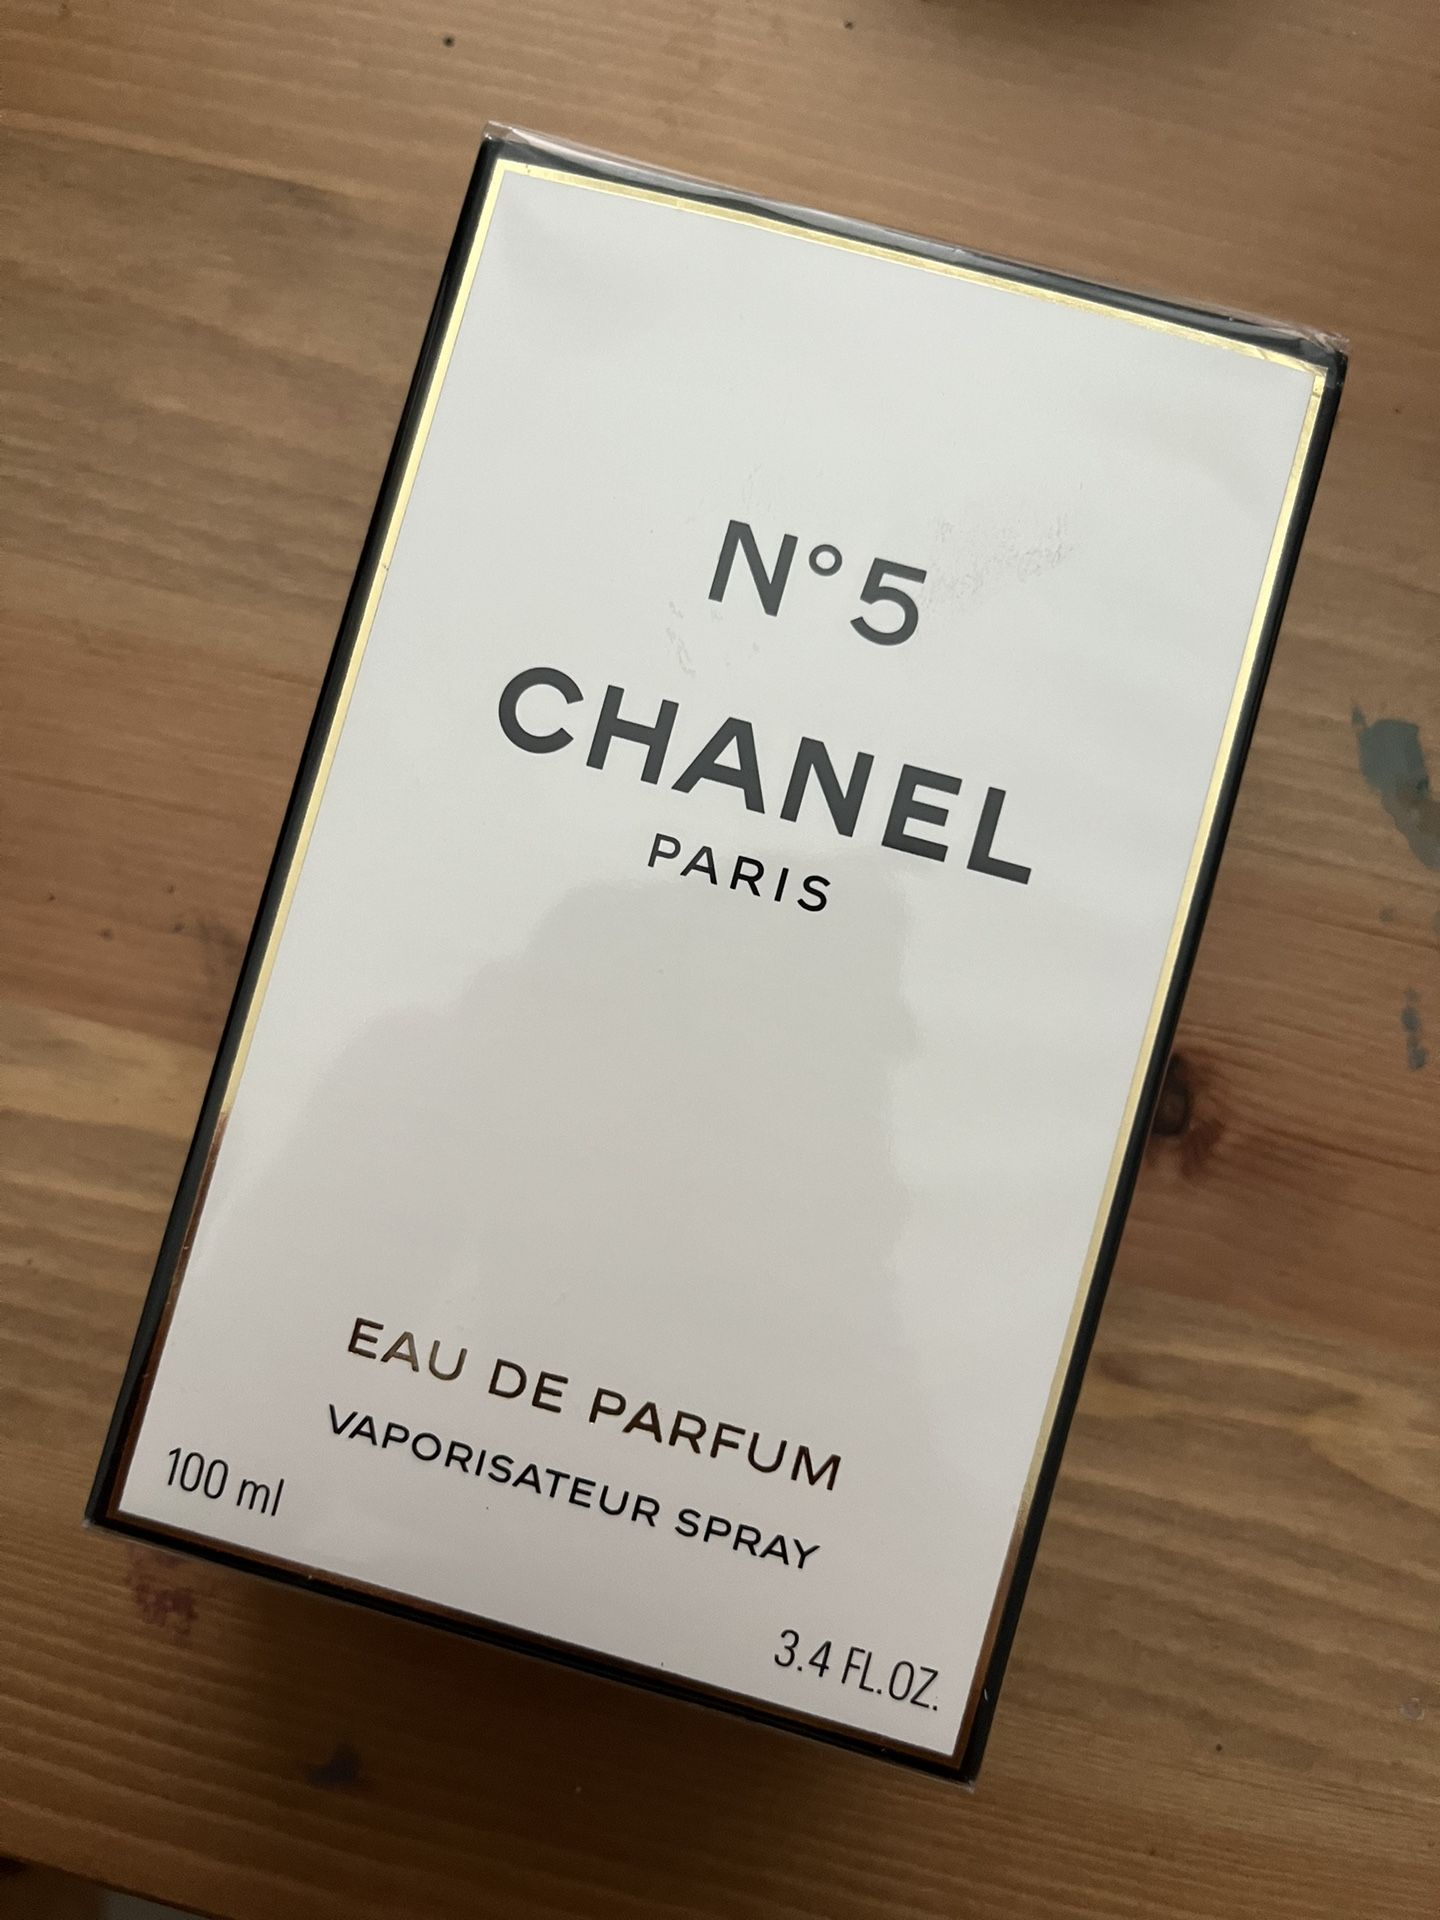 N°5
CHANEL
PARIS
EAU DE PARFUM
VAPORISATEUR SPRAY
100 ml
3.4 FL.OZ.